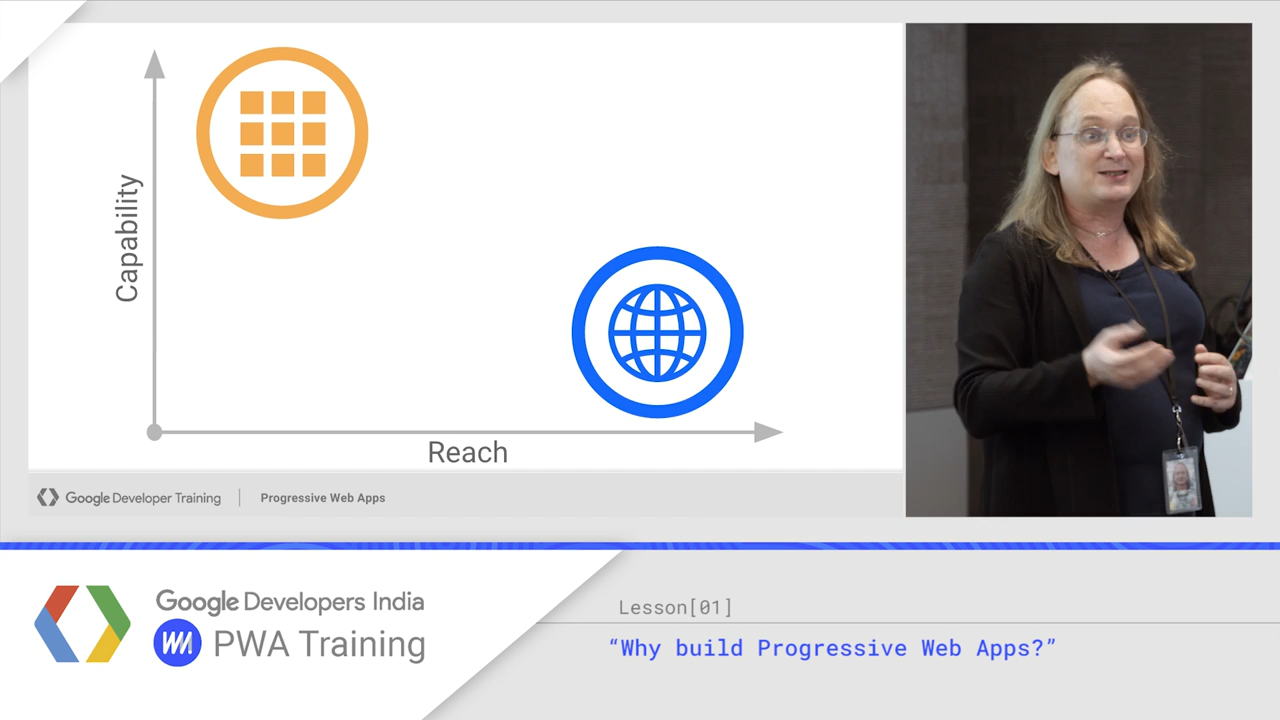 Capability
Reach
Google Developer Training | Progressive Web Apps
Google Developers India
PWA Training
Lesson[01]
“Why build Progressive Web Apps?”